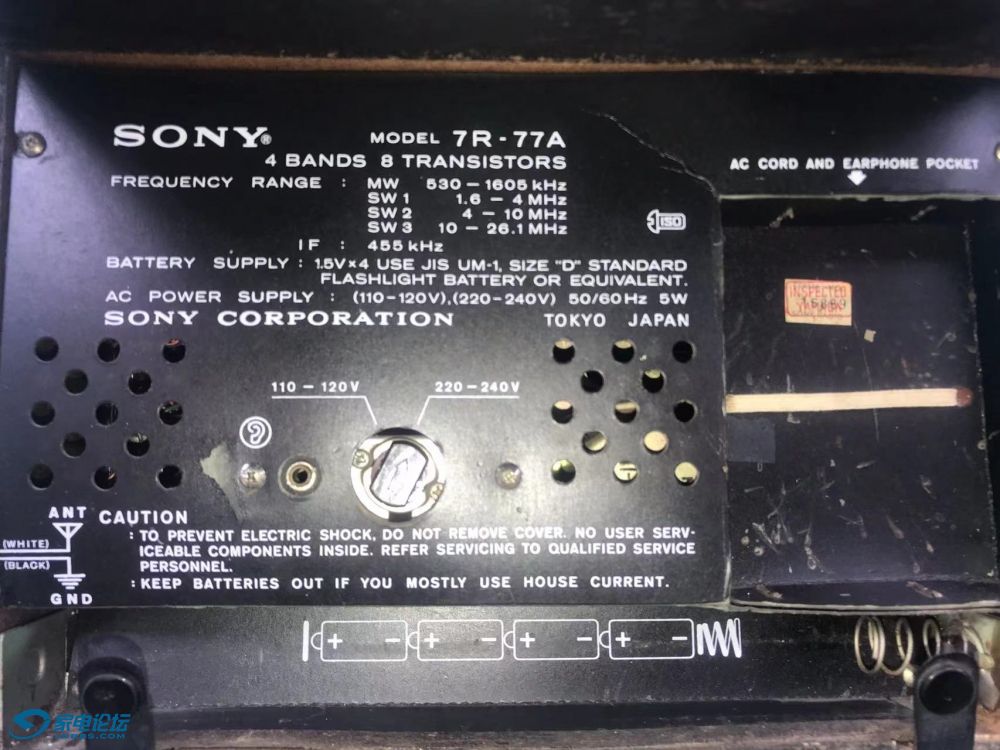 SONY®
MODEL 7R-77A
4 BANDS 8 TRANSISTORS
FREQUENCY RANGE : MW 530 – 1605 kHz
SW 1 1.6 – 4 MHz
SW 2 4 – 10 MHz
SW 3 10 – 26.1 MHz
IF : 455 kHz
BATTERY SUPPLY : 1.5V×4 USE JIS UM-1, SIZE "D" STANDARD
FLASHLIGHT BATTERY OR EQUIVALENT.
AC POWER SUPPLY : (110-120V),(220-240V) 50/60 Hz 5W
SONY CORPORATION TOKYO JAPAN
ISO
AC CORD AND EARPHONE POCKET
INSPECTED
110 – 120V
220 – 240V
ANT
(WHITE)
(BLACK)
GND
CAUTION
: TO PREVENT ELECTRIC SHOCK, DO NOT REMOVE COVER. NO USER SERV-
ICEABLE COMPONENTS INSIDE. REFER SERVICING TO QUALIFIED SERVICE
PERSONNEL.
: KEEP BATTERIES OUT IF YOU MOSTLY USE HOUSE CURRENT.
+ – + – + – + –
家电论坛